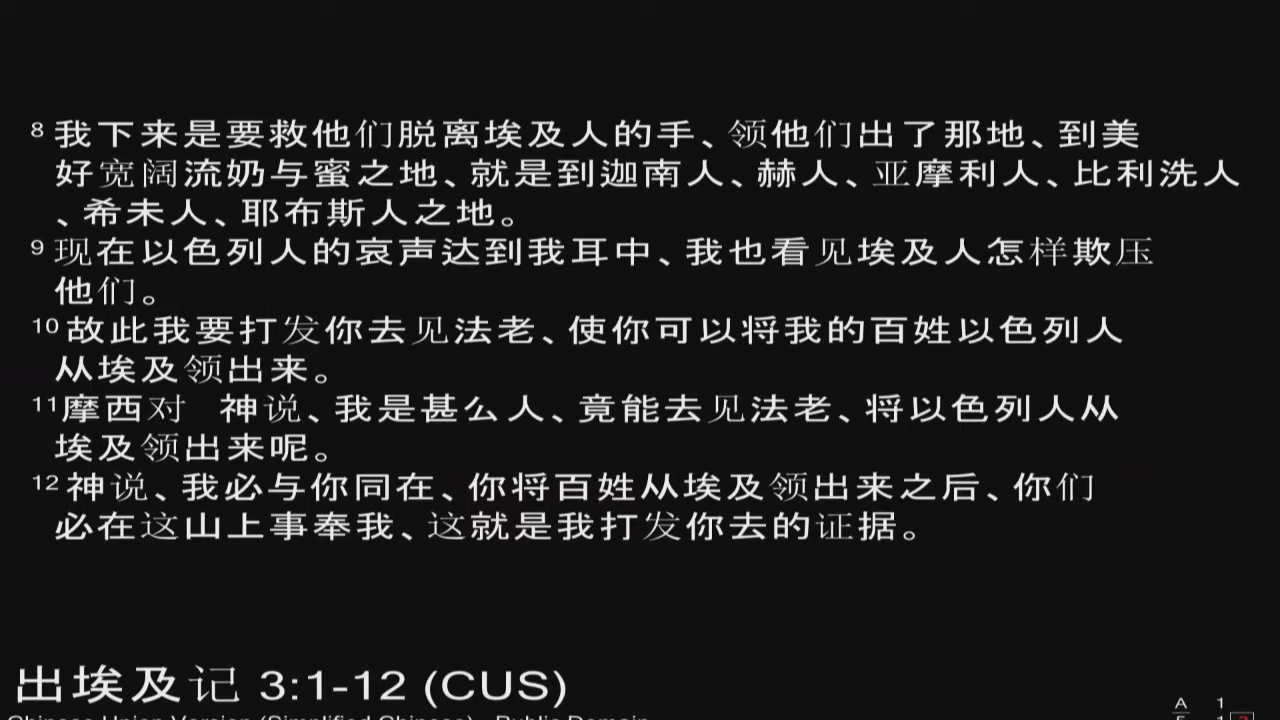 8 我下来是要救他们脱离埃及人的手、领他们出了那地、到美
好宽阔流奶与蜜之地、就是到迦南人、赫人、亚摩利人、比利洗人
、希未人、耶布斯人之地。
9 现在以色列人的哀声达到我耳中、我也看见埃及人怎样欺压
他们。
10 故此我要打发你去见法老、使你可以将我的百姓以色列人
从埃及领出来。
11 摩西对 神说、我是甚么人、竟能去见法老、将以色列人从
埃及领出来呢。
12 神说、我必与你同在、你将百姓从埃及领出来之后、你们
必在这山上事奉我、这就是我打发你去的证据。
出埃及记 3:1-12 (CUS)
Chinese Union Version (Simplified Chinese) - Public Domain
A 1